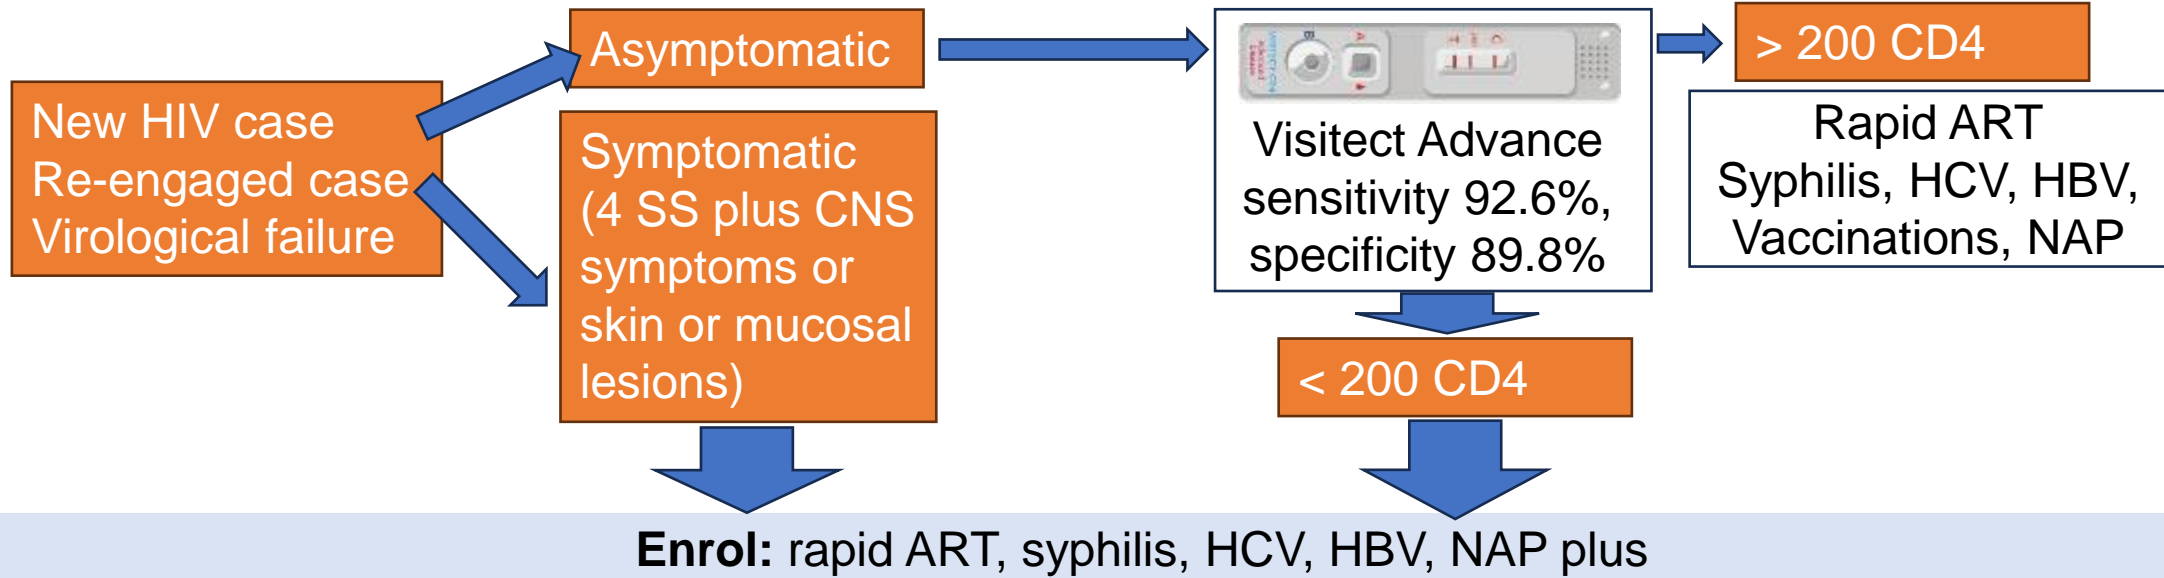 New HIV case
Re-engaged case
Virological failure
Asymptomatic
Symptomatic
(4 SS plus CNS
symptoms or
skin or mucosal
lesions)
B
A
C
T
Visitect Advance
sensitivity 92.6%,
specificity 89.8%
> 200 CD4
Rapid ART
Syphilis, HCV, HBV,
Vaccinations, NAP
< 200 CD4
Enrol: rapid ART, syphilis, HCV, HBV, NAP plus